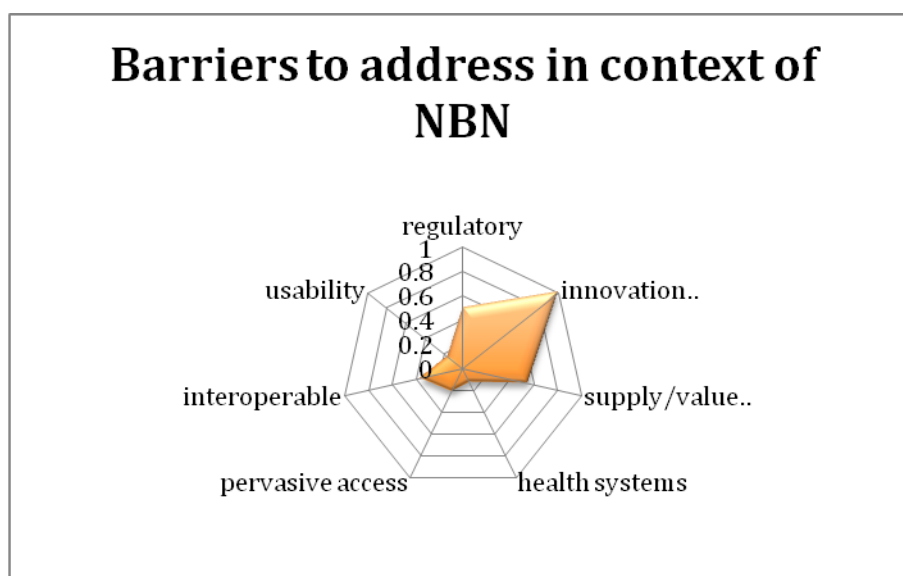 Barriers to address in context of
NBN
regulatory
1
0.8
0.6
0.4
0.2
0
usability
innovation..
interoperable
supply/value..
pervasive access
health systems